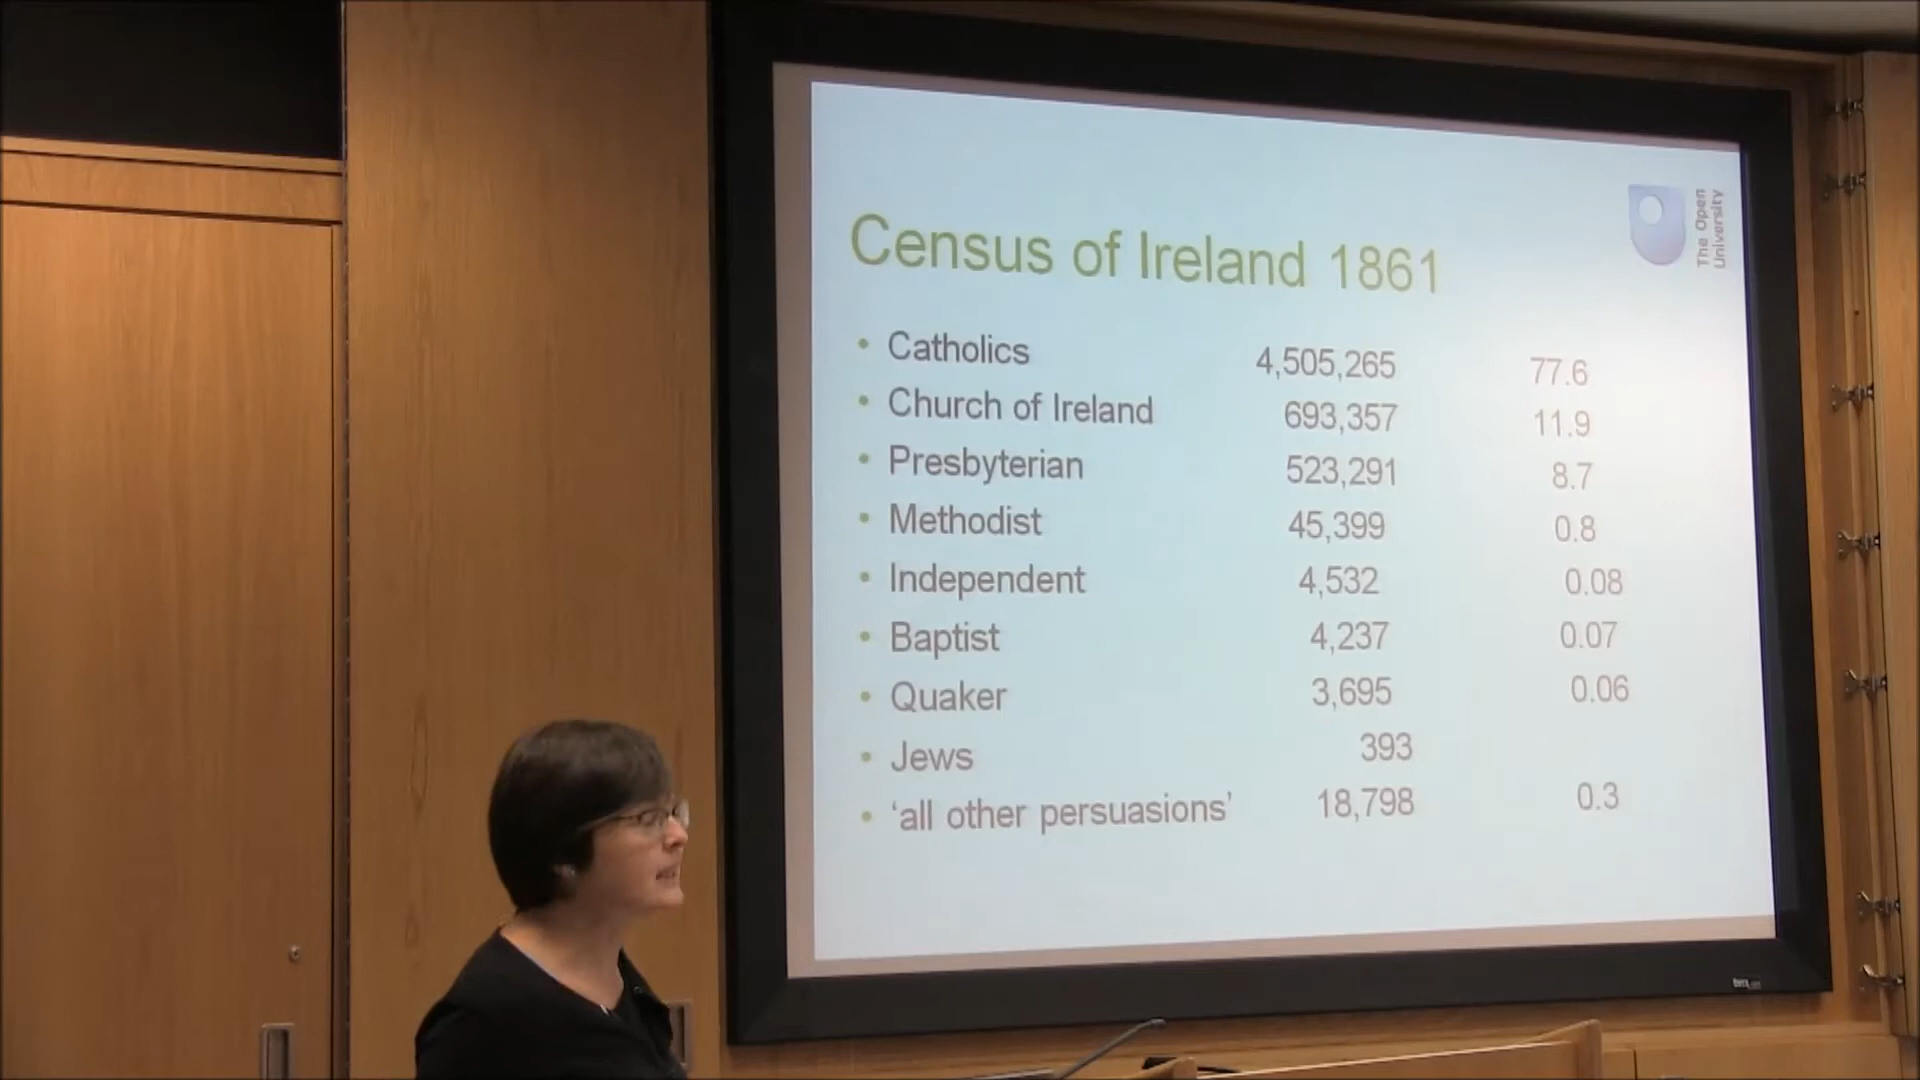 The Open
University
Census of Ireland 1861
• Catholics 4,505,265 77.6
• Church of Ireland 693,357 11.9
• Presbyterian 523,291 8.7
• Methodist 45,399 0.8
• Independent 4,532 0.08
• Baptist 4,237 0.07
• Quaker 3,695 0.06
• Jews 393
• ‘all other persuasions’ 18,798 0.3